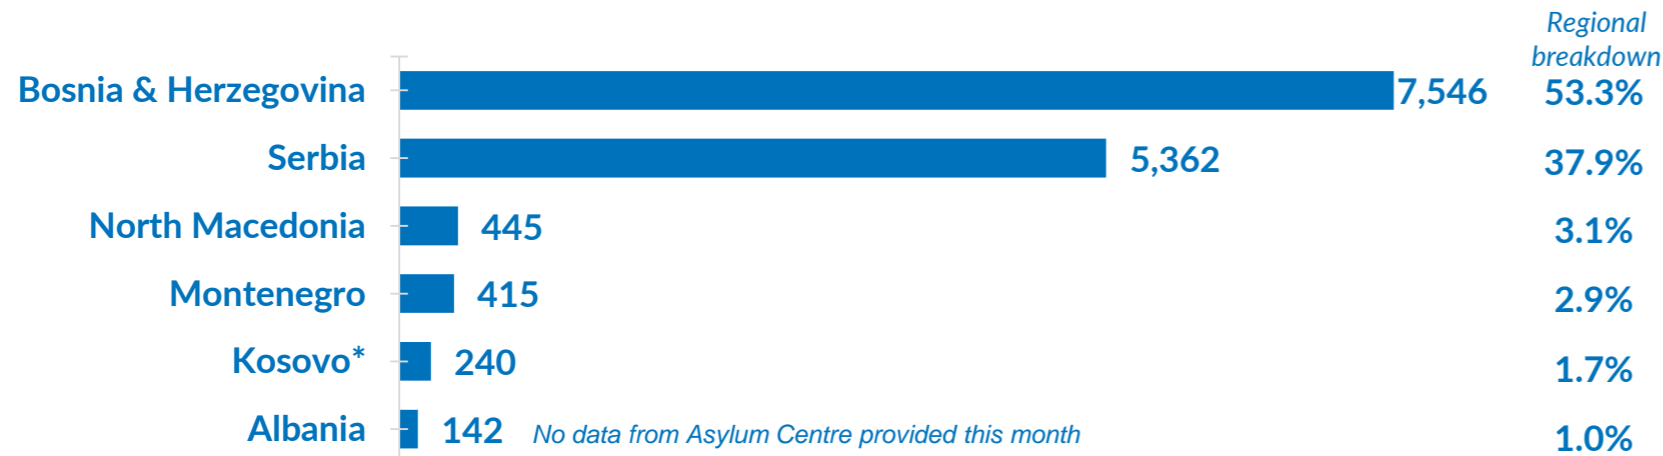 Regional
breakdown
Bosnia & Herzegovina 7,546 53.3%
Serbia 5,362 37.9%
North Macedonia 445 3.1%
Montenegro 415 2.9%
Kosovo* 240 1.7%
Albania 142 No data from Asylum Centre provided this month 1.0%